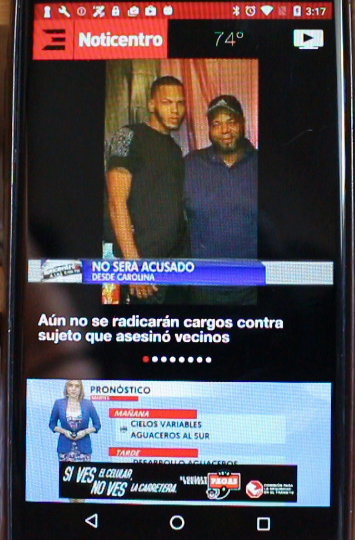 3:17
Noticentro
74°
NO SERÁ ACUSADO
DESDE CAROLINA
Aún no se radicarán cargos contra
sujeto que asesinó vecinos
PRONÓSTICO
MAÑANA
CIELOS VARIABLES
AGUACEROS AL SUR
TARDE
DESARROLLO AGUACEROS
SI VES EL CELULAR,
NO VES LA CARRETERA.